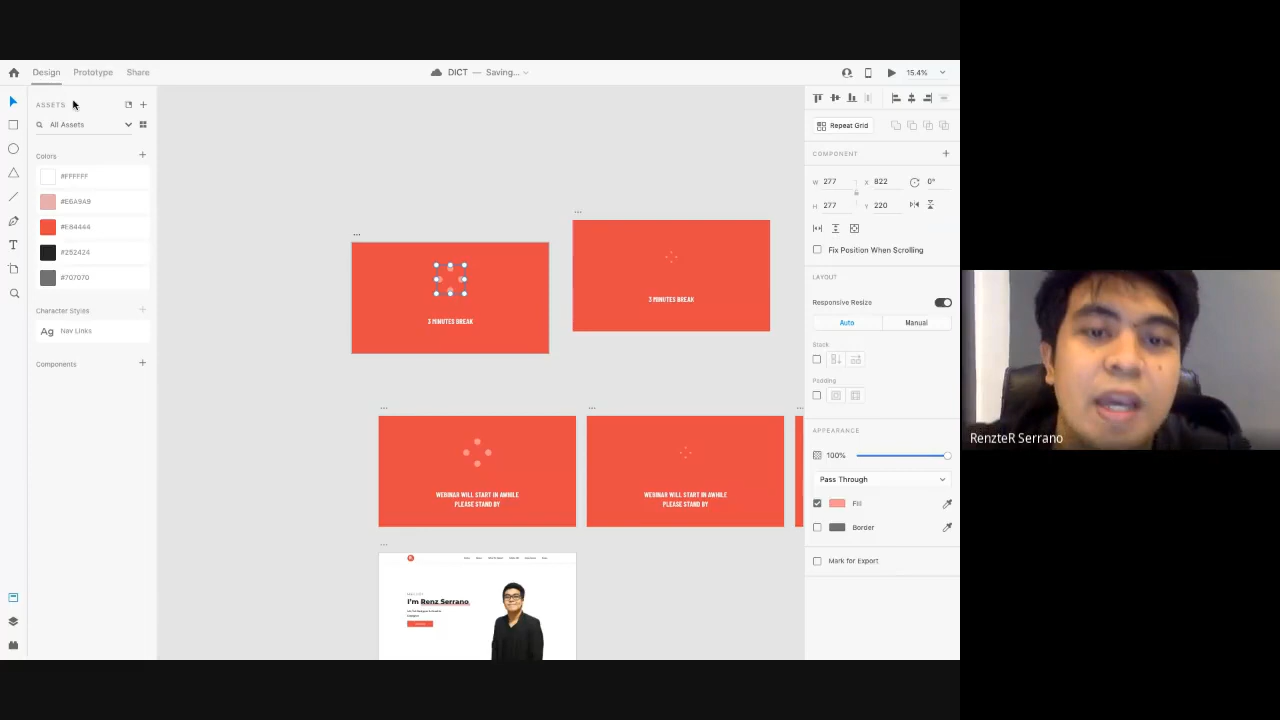 Design Prototype Share
DICT — Saving...
15.4%
ASSETS
All Assets
Colors
#FFFFFF
#E6A9A9
#E84444
#252424
#707070
Character Styles
Ag Nav Links
Components
3 MINUTES BREAK
3 MINUTES BREAK
WEBINAR WILL START IN AWHILE
PLEASE STAND BY
WEBINAR WILL START IN AWHILE
PLEASE STAND BY
I'm Renz Serrano
Repeat Grid
COMPONENT
W 277 X 822 0°
H 277 Y 220
Fix Position When Scrolling
LAYOUT
Responsive Resize
Auto Manual
Stack
Padding
APPEARANCE
100%
Pass Through
Fill
Border
Mark for Export
RenzteR Serrano